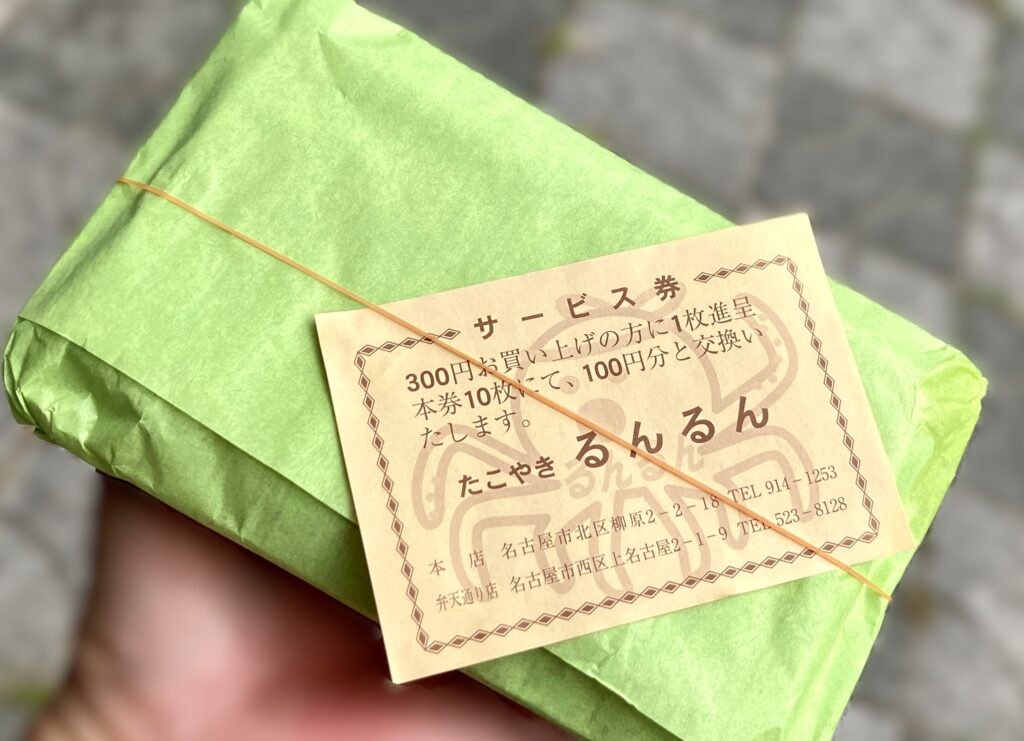 サービス券
300円お買い上げの方に1枚進呈
本券10枚にて、100円分と交換い
たします。
たこやき るんるん
るんるん
本 店 名古屋市北区柳原2-2-18 TEL 914-1253
弁天通り店 名古屋市西区上名古屋2-1-9 TEL 523-8128